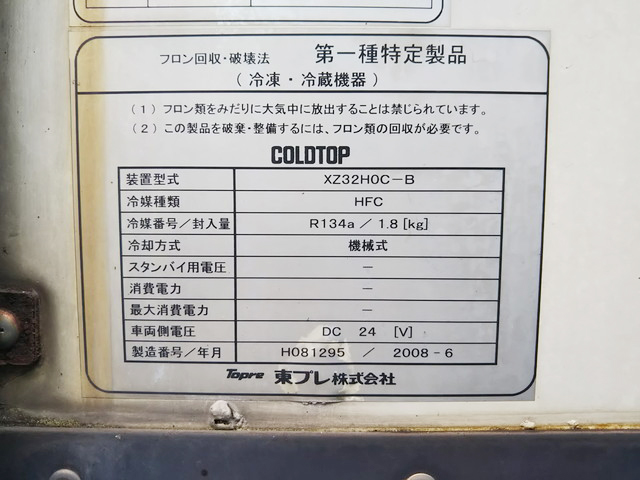 フロン回収・破壊法 第一種特定製品
(冷凍・冷蔵機器)
(1) フロン類をみだりに大気中に放出することは禁じられています。
(2) この製品を破棄・整備するには、フロン類の回収が必要です。
COLDTOP
装置型式 XZ32H0C-B
冷媒種類 HFC
冷媒番号/封入量 R134a / 1.8 [kg]
冷却方式 機械式
スタンバイ用電圧 -
消費電力 -
最大消費電力 -
車両側電圧 DC 24 [V]
製造番号/年月 H081295 / 2008-6
Topre 東プレ株式会社